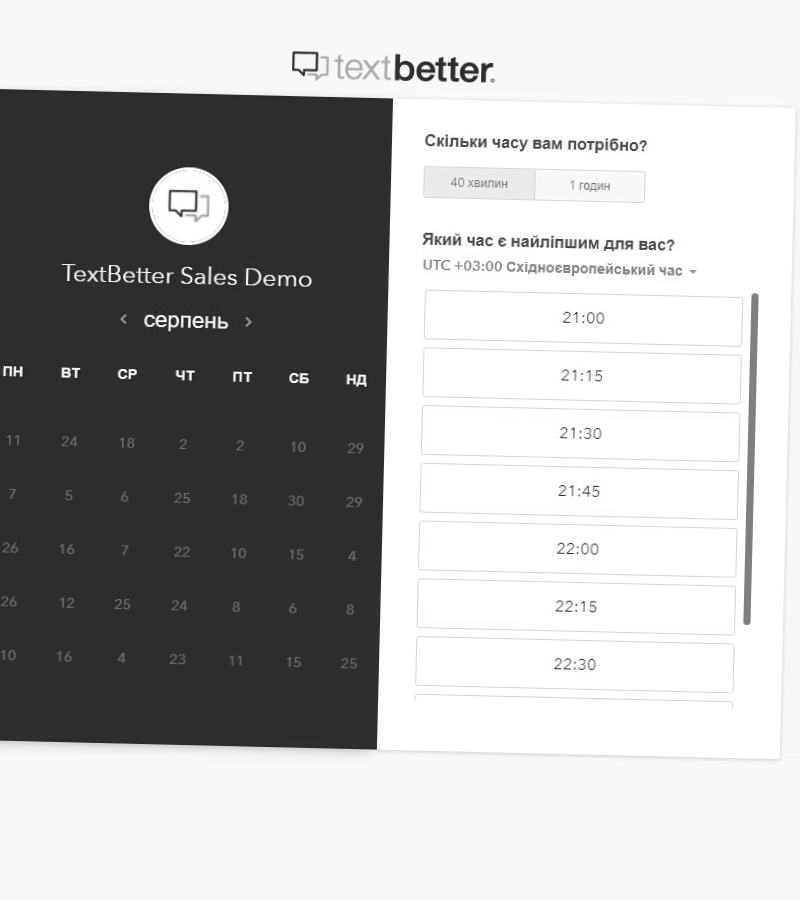 textbetter.
TextBetter Sales Demo
серпень
ПН ВТ СР ЧТ ПТ СБ НД
11 24 18 2 2 10 29
7 5 6 25 18 30 29
26 16 7 22 10 15 4
26 12 25 24 8 6 8
10 16 4 23 11 15 25
Скільки часу вам потрібно?
40 хвилин 1 годин
Який час є найліпшим для вас?
UTC +03:00 Східноєвропейський час
21:00
21:15
21:30
21:45
22:00
22:15
22:30